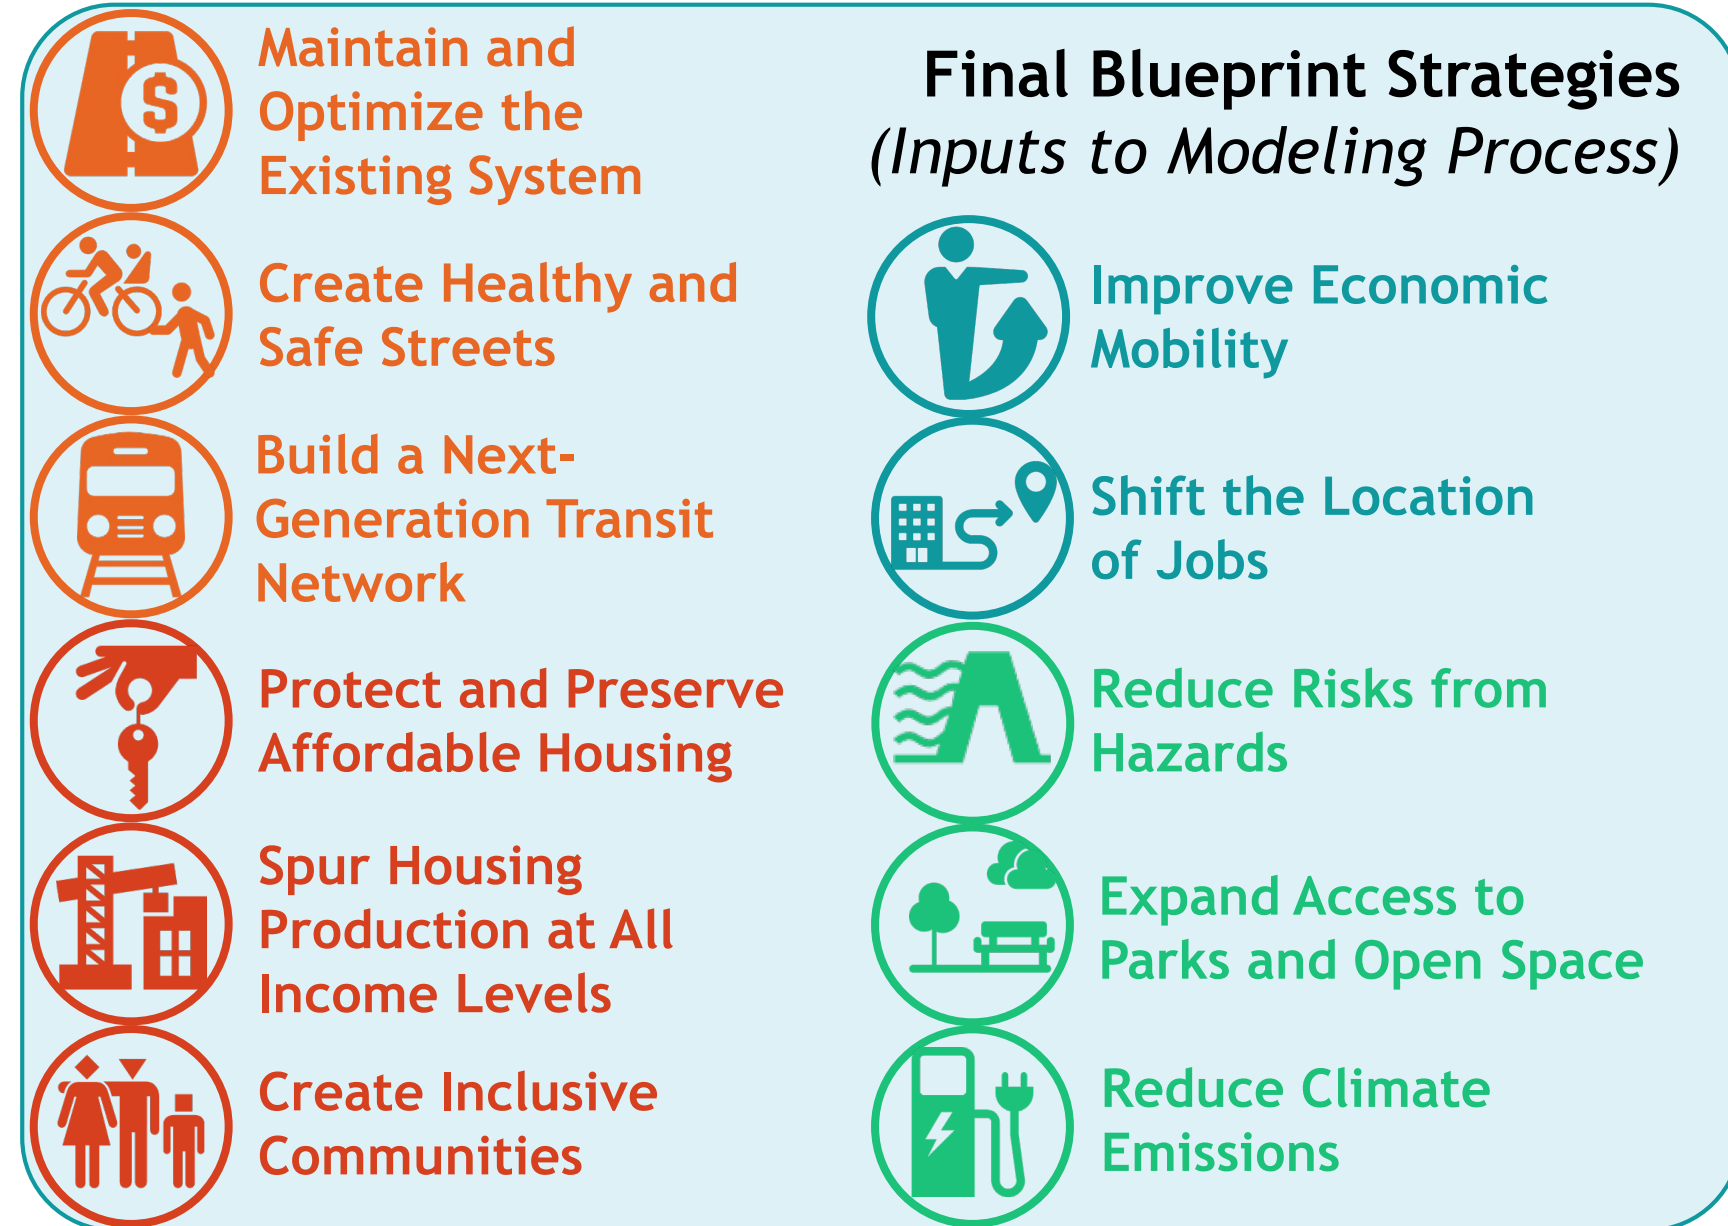 Final Blueprint Strategies
(Inputs to Modeling Process)
Maintain and
Optimize the
Existing System
$
Create Healthy and
Safe Streets
Build a Next-
Generation Transit
Network
Protect and Preserve
Affordable Housing
Spur Housing
Production at All
Income Levels
Create Inclusive
Communities
Improve Economic
Mobility
Shift the Location
of Jobs
Reduce Risks from
Hazards
Expand Access to
Parks and Open Space
Reduce Climate
Emissions